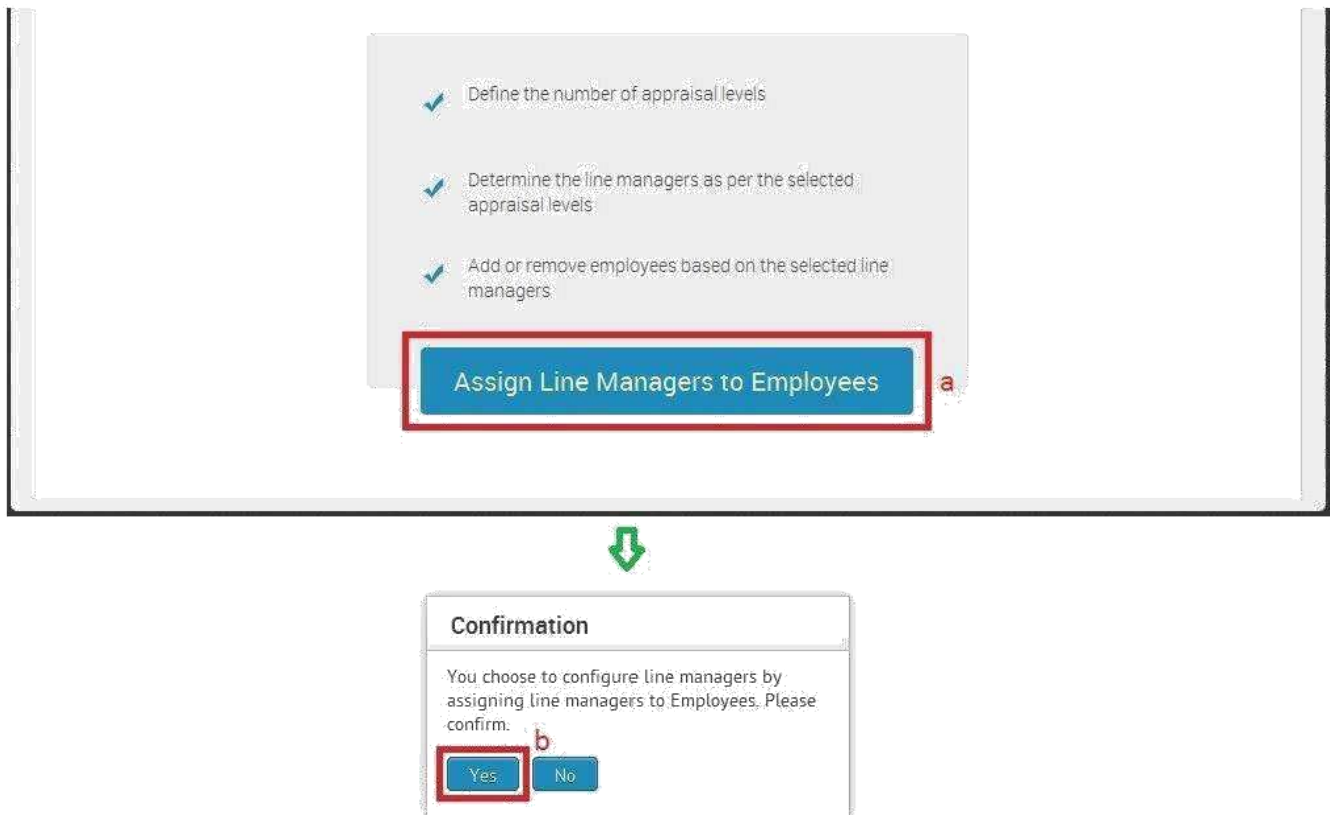 Define the number of appraisal levels
Determine the line managers as per the selected
appraisal levels
Add or remove employees based on the selected line
managers
Assign Line Managers to Employees
a
Confirmation
You choose to configure line managers by
assigning line managers to Employees. Please
confirm.
b
Yes No